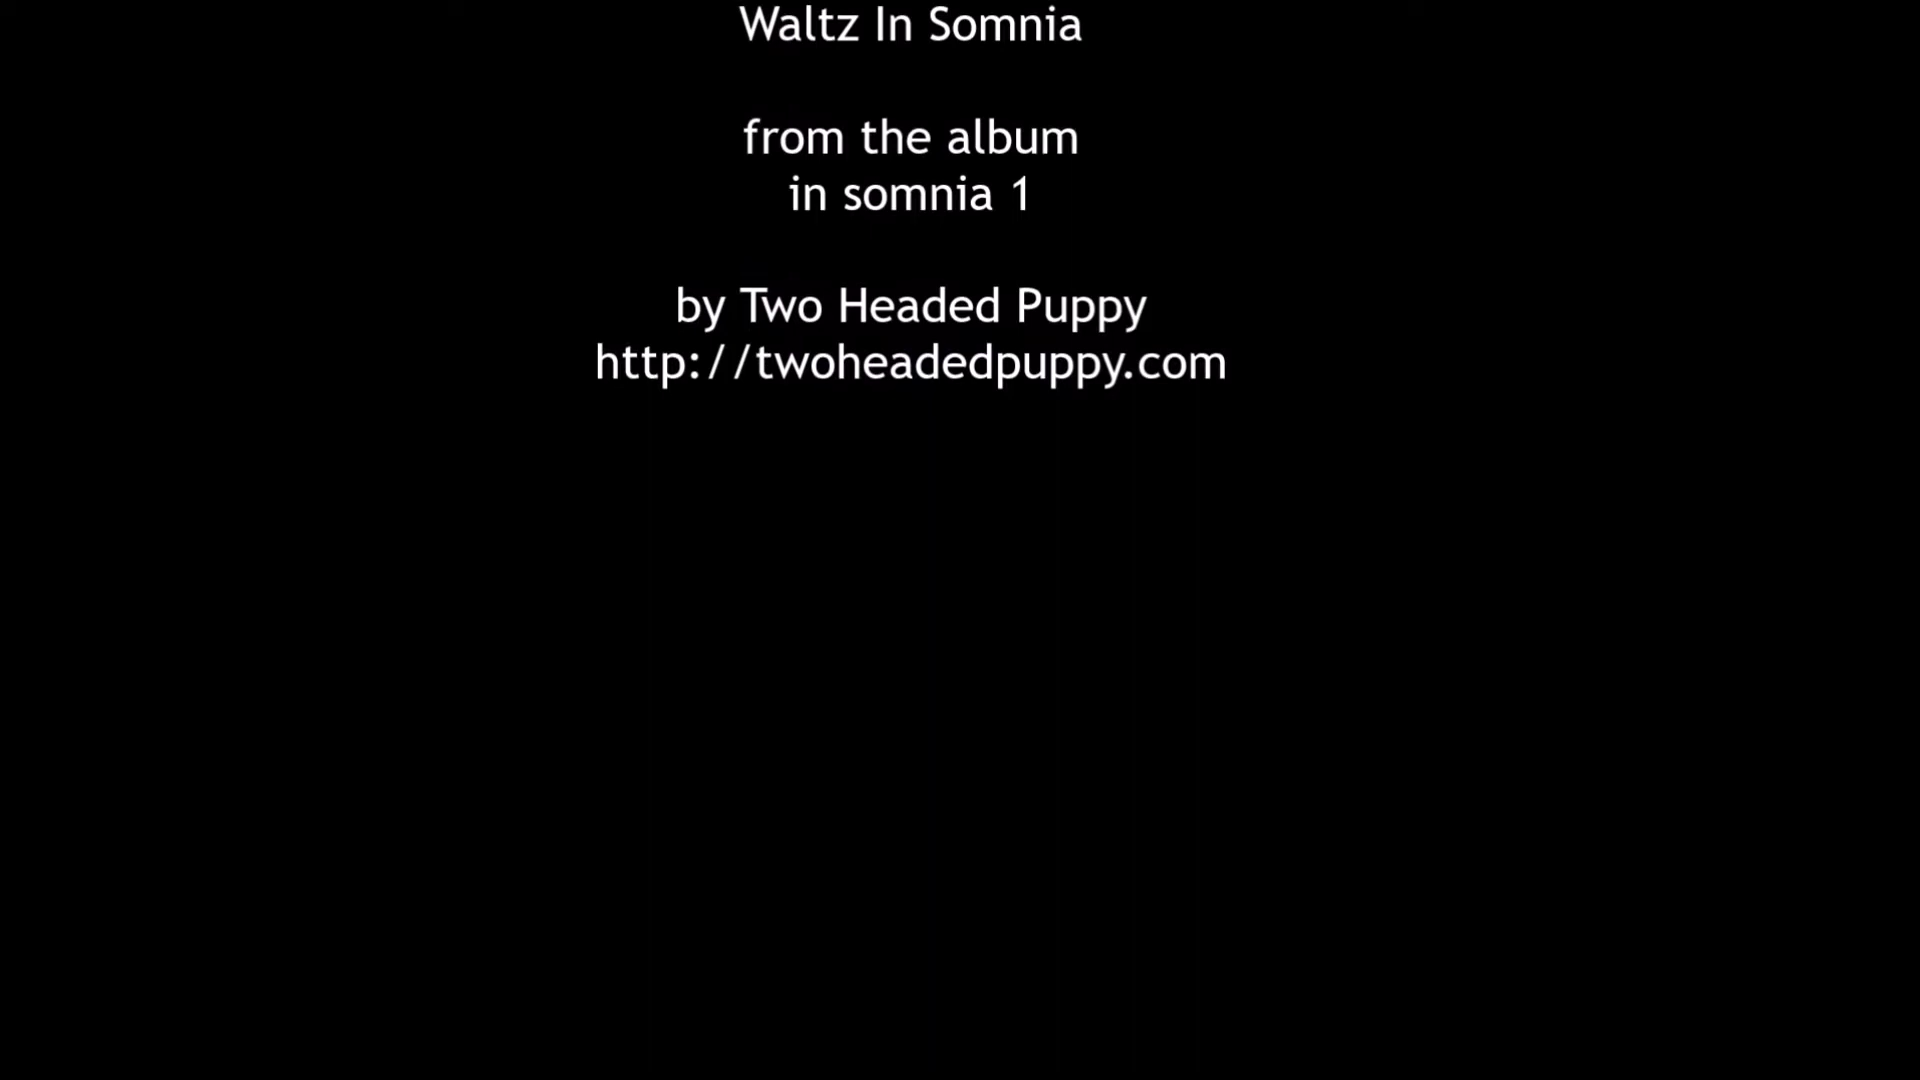 Waltz In Somnia
from the album
in somnia 1
by Two Headed Puppy
http://twoheadedpuppy.com